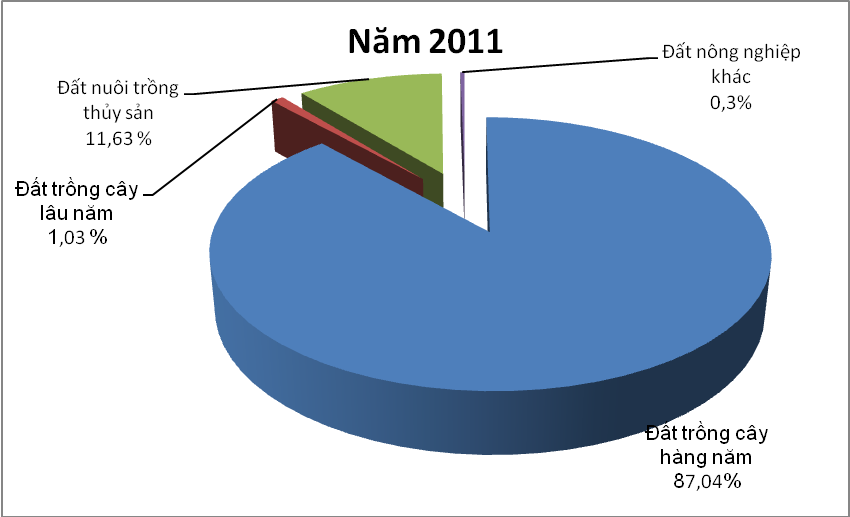 Năm 2011
Đất nông nghiệp
khác
0,3%
Đất nuôi trồng
thủy sản
11,63 %
Đất trồng cây
lâu năm
1,03 %
Đất trồng cây
hàng năm
87,04%